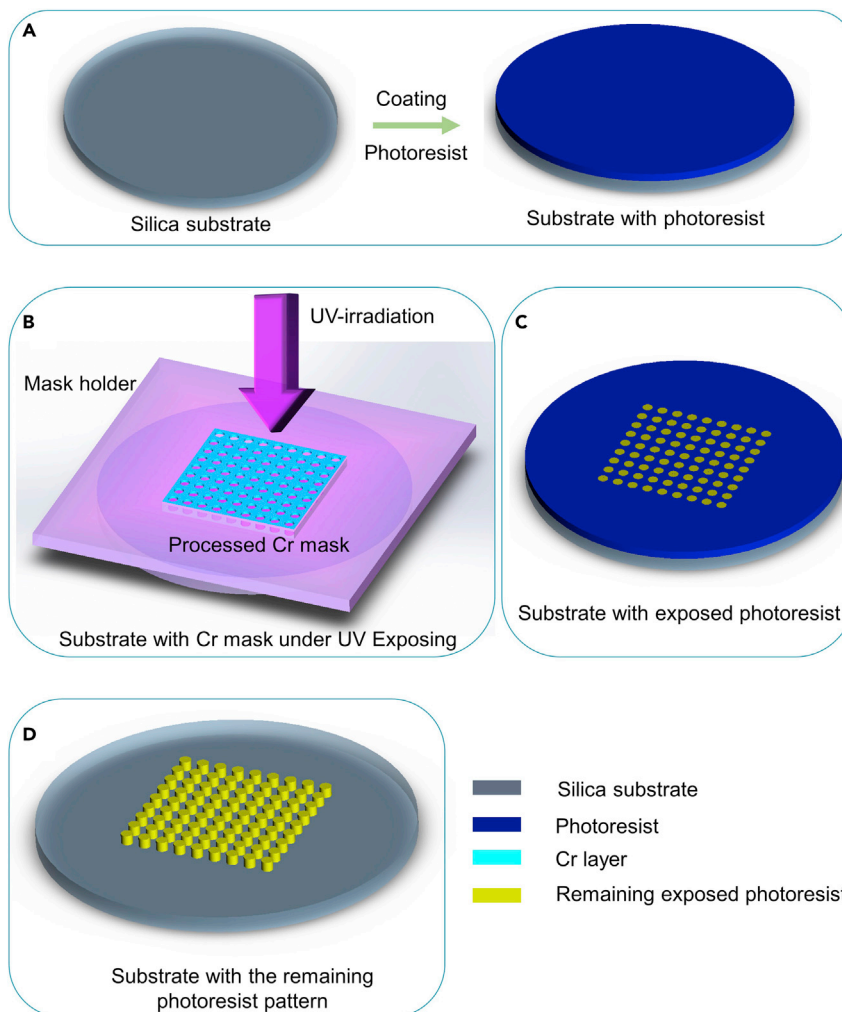 A
Coating
Photoresist
Silica substrate
Substrate with photoresist
B
UV-irradiation
Mask holder
Processed Cr mask
Substrate with Cr mask under UV Exposing
C
Substrate with exposed photoresist
D
Substrate with the remaining
photoresist pattern
Silica substrate
Photoresist
Cr layer
Remaining exposed photoresist